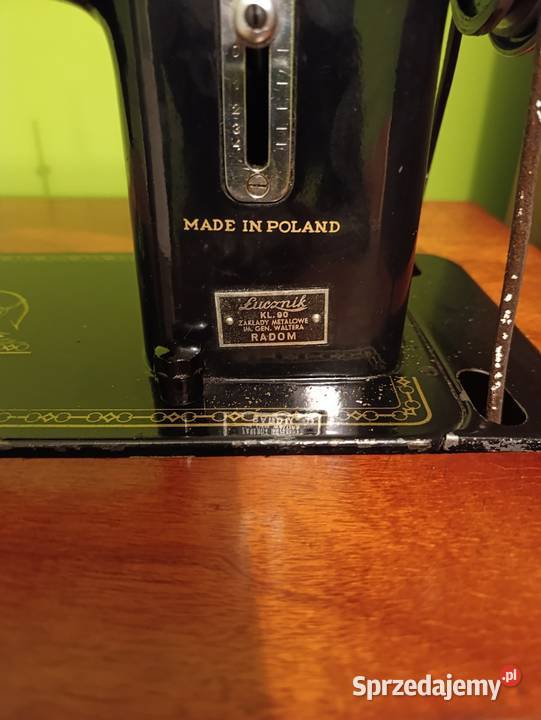 MADE IN POLAND
Łucznik
KL. 90
ZAKŁADY METALOWE
IM. GEN. WALTERA
RADOM
Sprzedajemy.pl